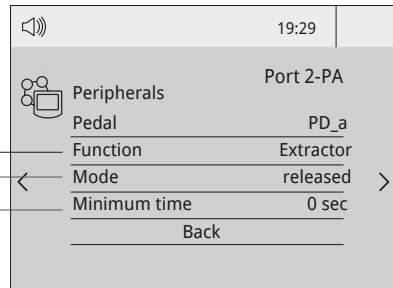 19:29
Port 2-PA
Peripherals
Pedal PD_a
Function Extractor
Mode released
Minimum time 0 sec
Back